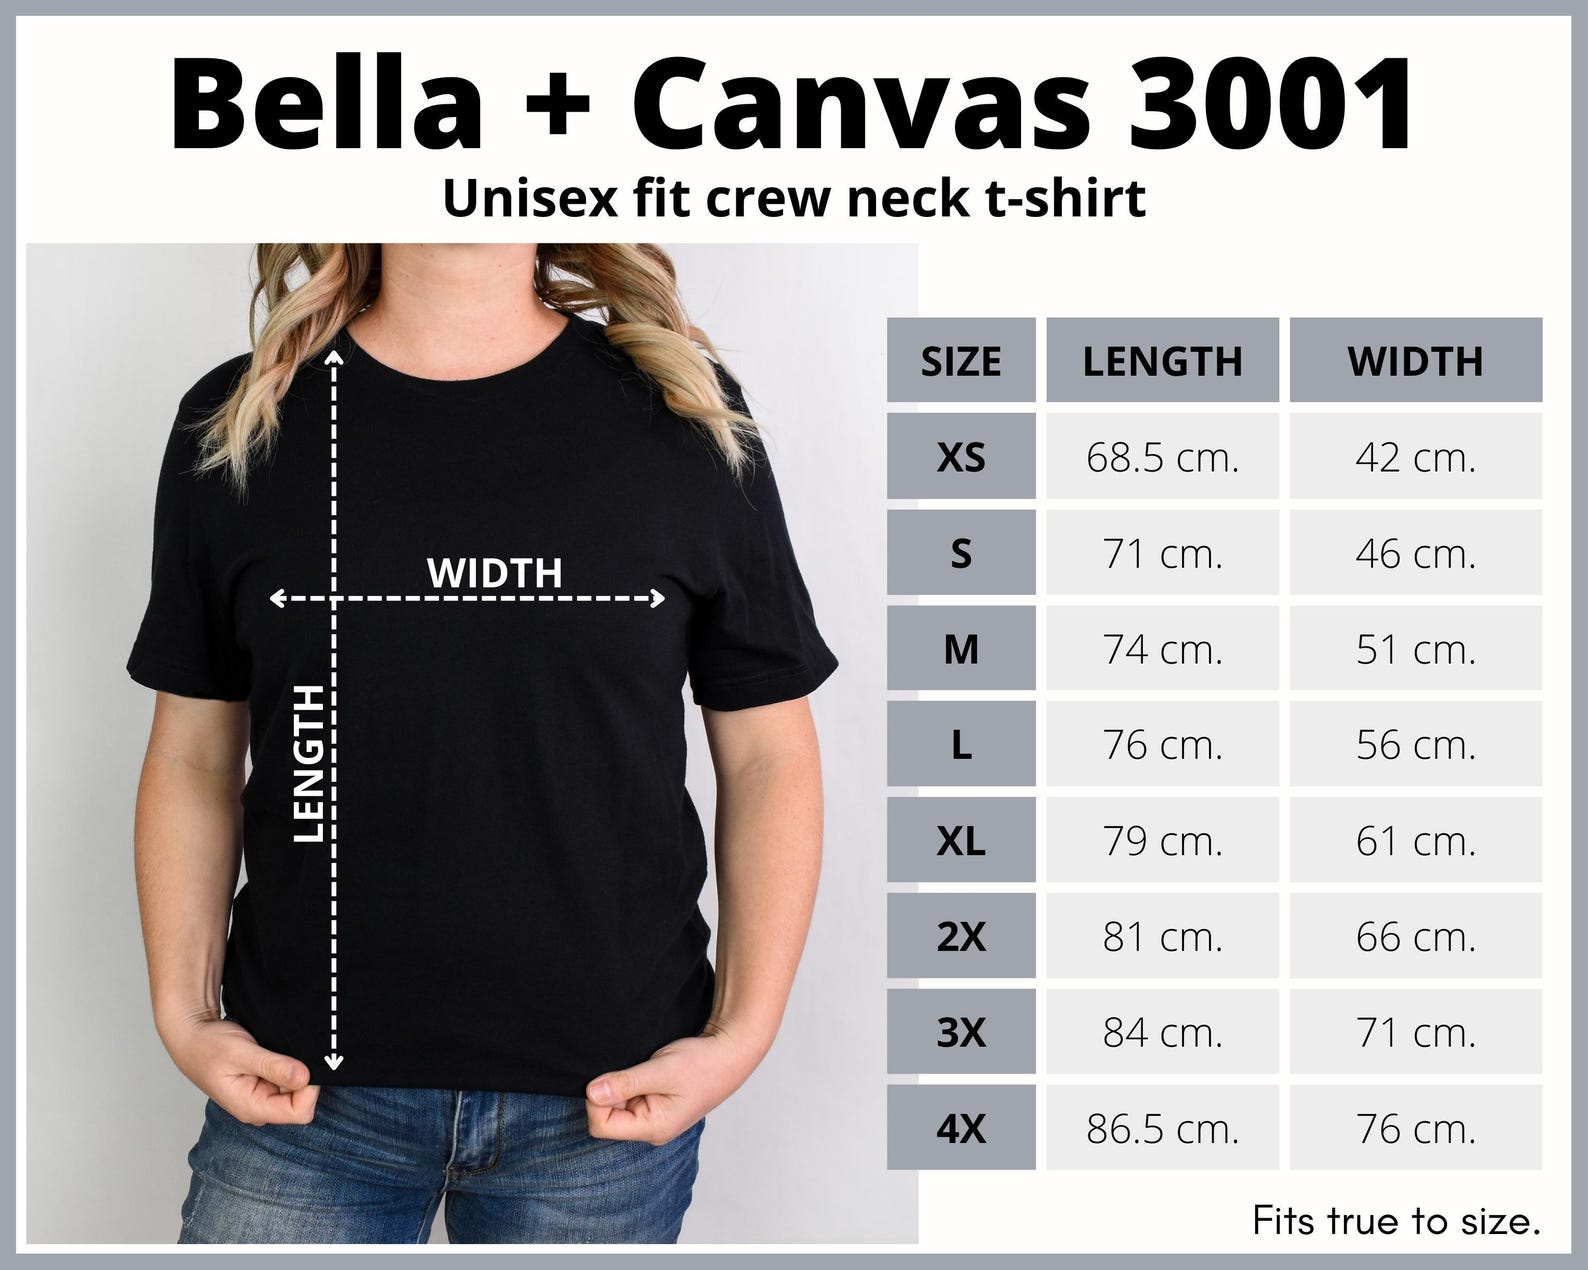 Bella + Canvas 3001
Unisex fit crew neck t-shirt
WIDTH
LENGTH
SIZE LENGTH WIDTH
XS 68.5 cm. 42 cm.
S 71 cm. 46 cm.
M 74 cm. 51 cm.
L 76 cm. 56 cm.
XL 79 cm. 61 cm.
2X 81 cm. 66 cm.
3X 84 cm. 71 cm.
4X 86.5 cm. 76 cm.
Fits true to size.